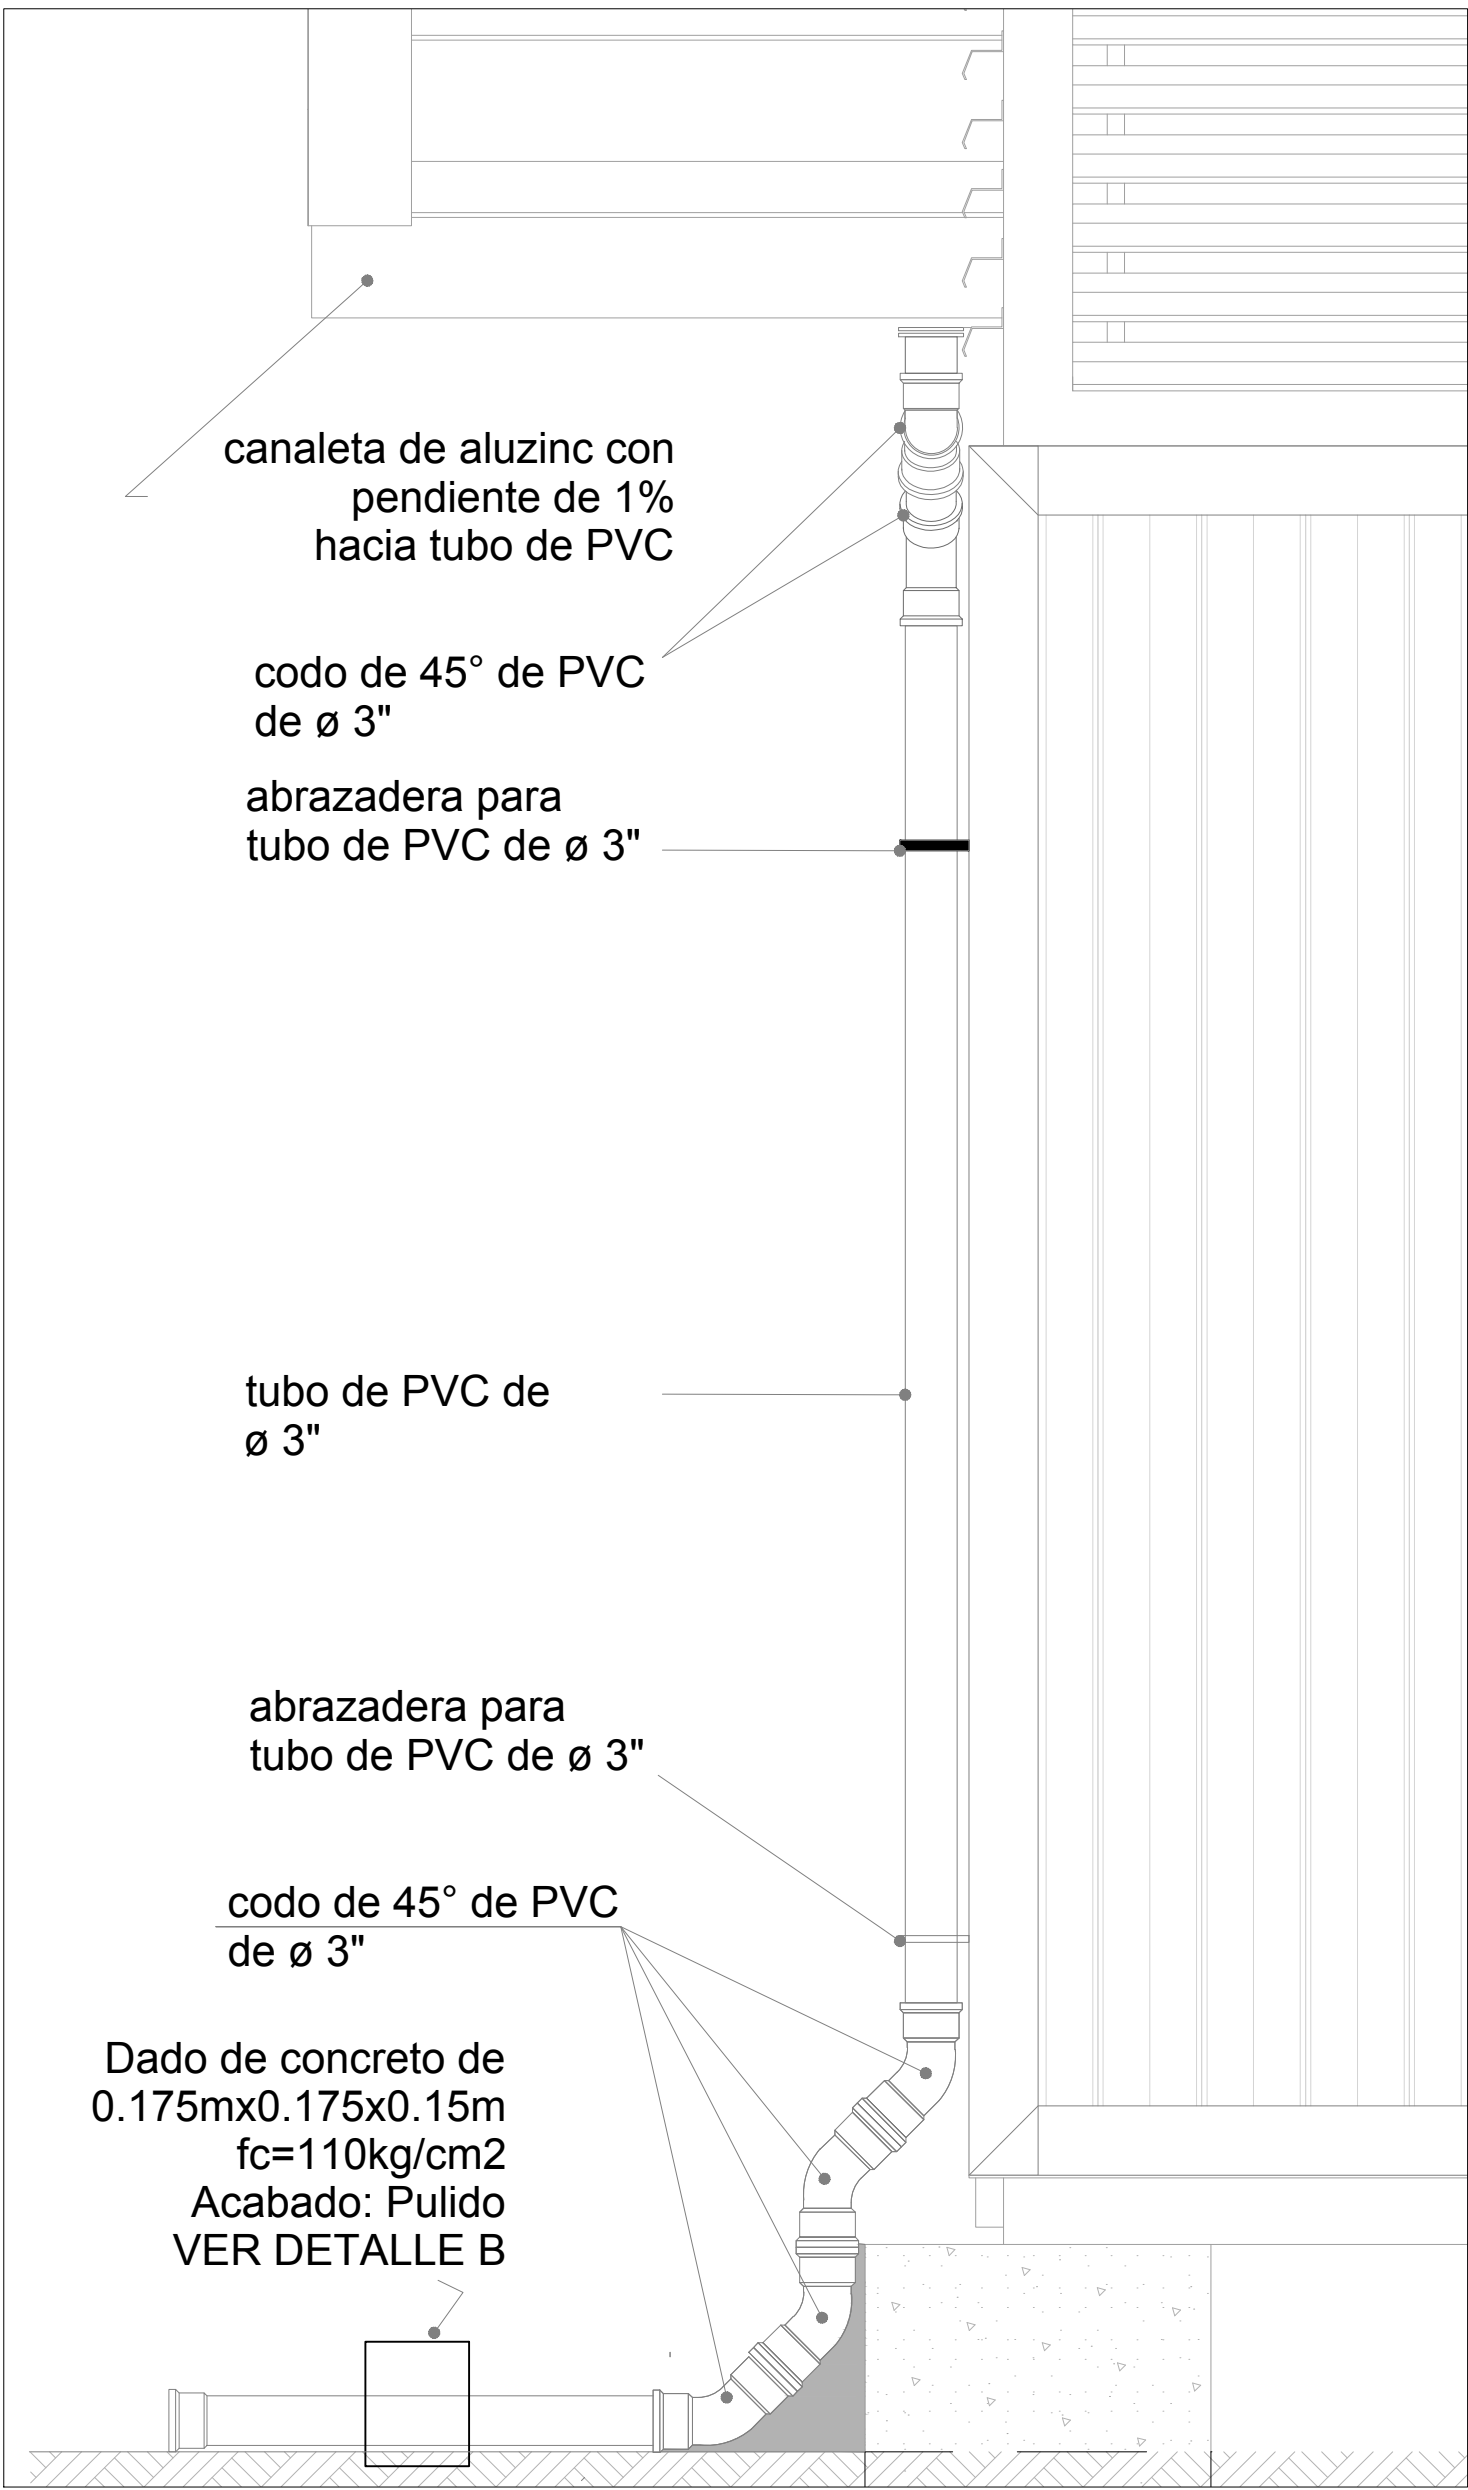 canaleta de aluzinc con
pendiente de 1%
hacia tubo de PVC
codo de 45° de PVC
de ø 3"
abrazadera para
tubo de PVC de ø 3"
tubo de PVC de
ø 3"
abrazadera para
tubo de PVC de ø 3"
codo de 45° de PVC
de ø 3"
Dado de concreto de
0.175mx0.175x0.15m
fc=110kg/cm2
Acabado: Pulido
VER DETALLE B